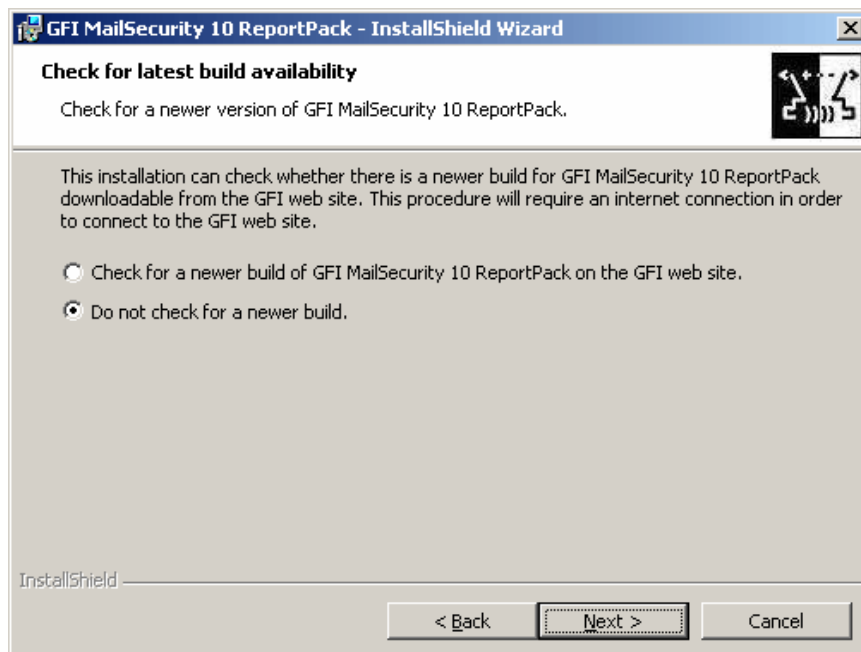 GFI MailSecurity 10 ReportPack - InstallShield Wizard
Check for latest build availability
Check for a newer version of GFI MailSecurity 10 ReportPack.
This installation can check whether there is a newer build for GFI MailSecurity 10 ReportPack
downloadable from the GFI web site. This procedure will require an internet connection in order
to connect to the GFI web site.
Check for a newer build of GFI MailSecurity 10 ReportPack on the GFI web site.
Do not check for a newer build.
InstallShield
< Back Next > Cancel